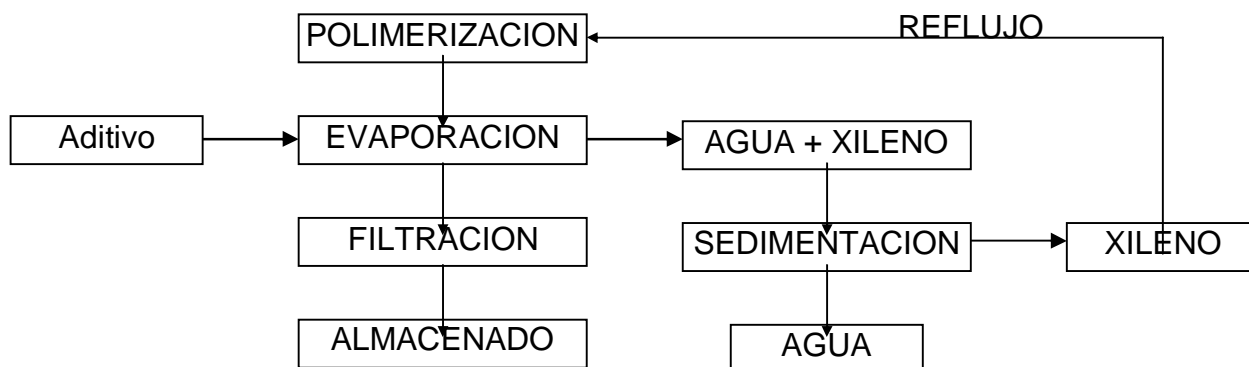 POLIMERIZACION
REFLUJO
Aditivo
EVAPORACION
AGUA + XILENO
FILTRACION
SEDIMENTACION
XILENO
ALMACENADO
AGUA